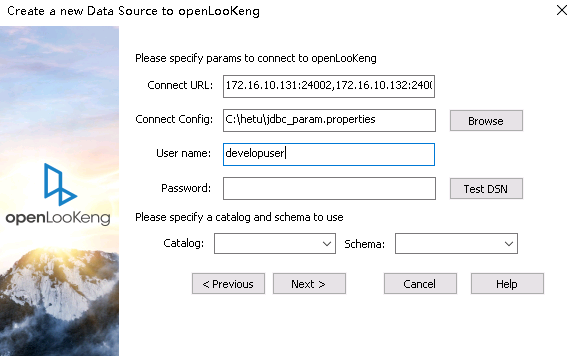 Create a new Data Source to openLooKeng
Please specify params to connect to openLooKeng
Connect URL: 172.16.10.131:24002,172.16.10.132:2400
Connect Config: C:\hetu\jdbc_param.properties Browse
User name: developuser
Password: Test DSN
openLooKeng
Please specify a catalog and schema to use
Catalog: Schema:
< Previous Next > Cancel Help